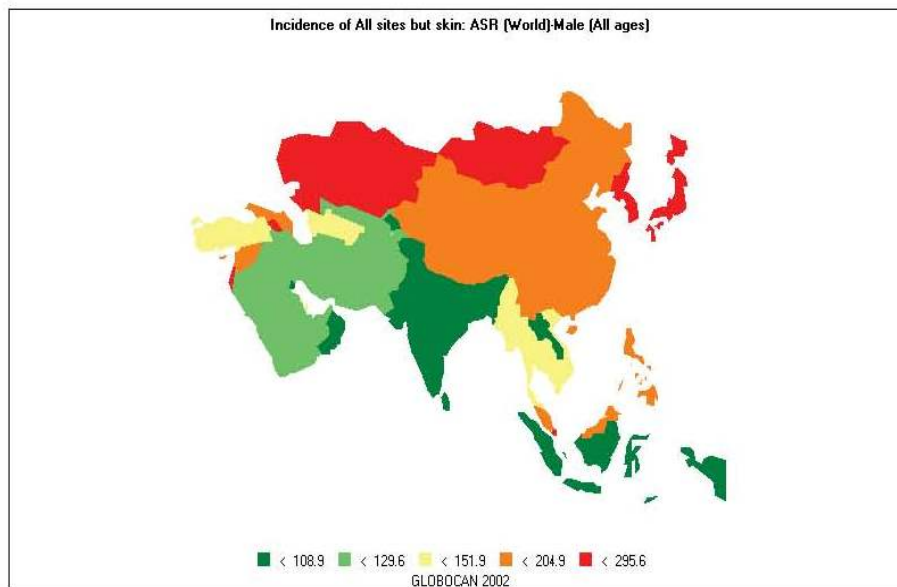 Incidence of All sites but skin: ASR (World)-Male (All ages)
< 108.9 < 129.6 < 151.9 < 204.9 < 295.6
GLOBOCAN 2002